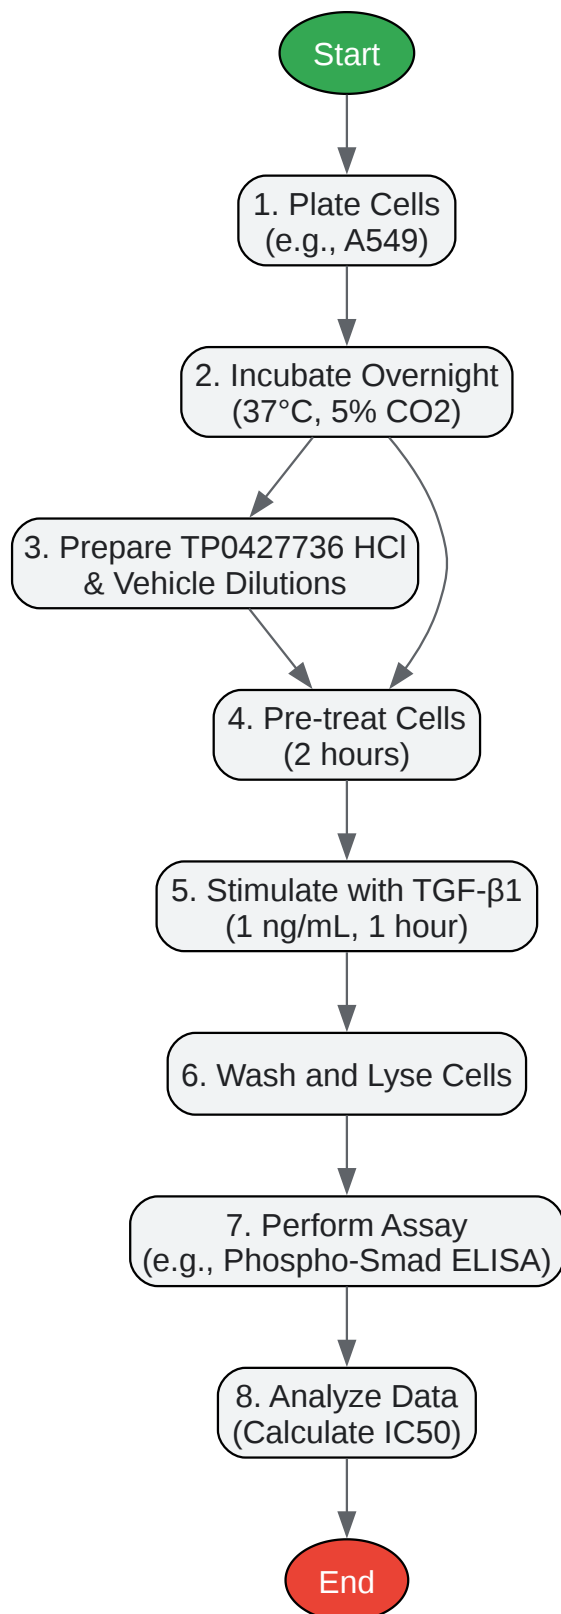 Start
1. Plate Cells
(e.g., A549)
2. Incubate Overnight
(37°C, 5% CO2)
3. Prepare TP0427736 HCl
& Vehicle Dilutions
4. Pre-treat Cells
(2 hours)
5. Stimulate with TGF-β1
(1 ng/mL, 1 hour)
6. Wash and Lyse Cells
7. Perform Assay
(e.g., Phospho-Smad ELISA)
8. Analyze Data
(Calculate IC50)
End